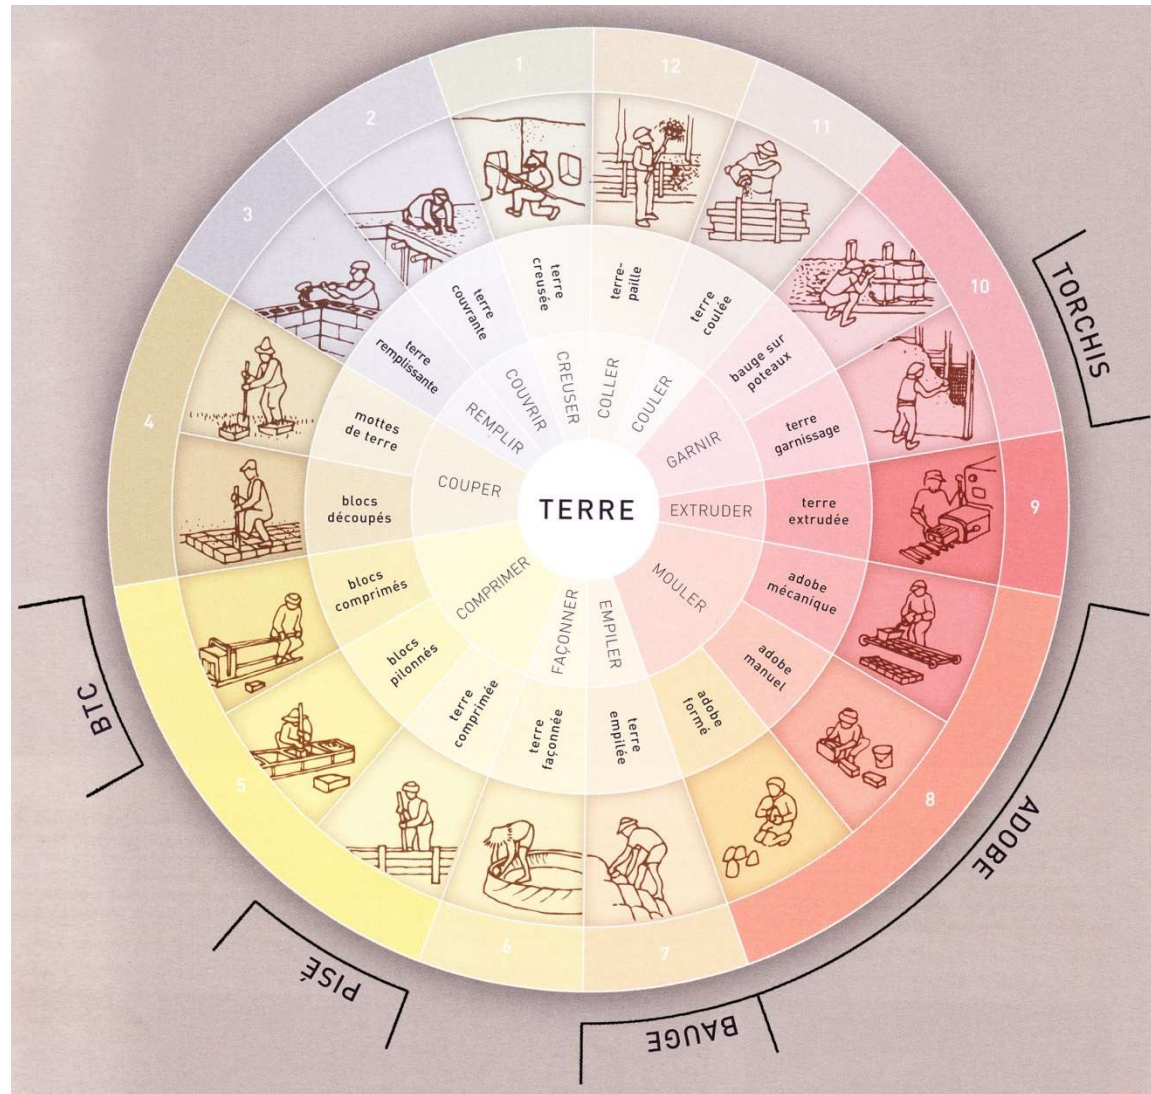 TERRE
CREUSER
COUVRIR
REMPLIR
COUPER
COMPRIMER
FAÇONNER
EMPILER
MOULER
EXTRUDER
GARNIR
COULER
COLLER
terre
creusée
terre
couvrante
terre
remplissante
mottes
de terre
blocs
découpés
blocs
comprimés
blocs
pilonnés
terre
comprimée
terre
façonnée
terre
empilée
adobe
formé
adobe
manuel
adobe
mécanique
terre
extrudée
terre
garnissage
bauge sur
poteaux
terre
coulée
terre-
paille
1
2
3
4
5
6
7
8
9
10
11
12
BTC
PISÉ
BAUGE
ADOBE
TORCHIS